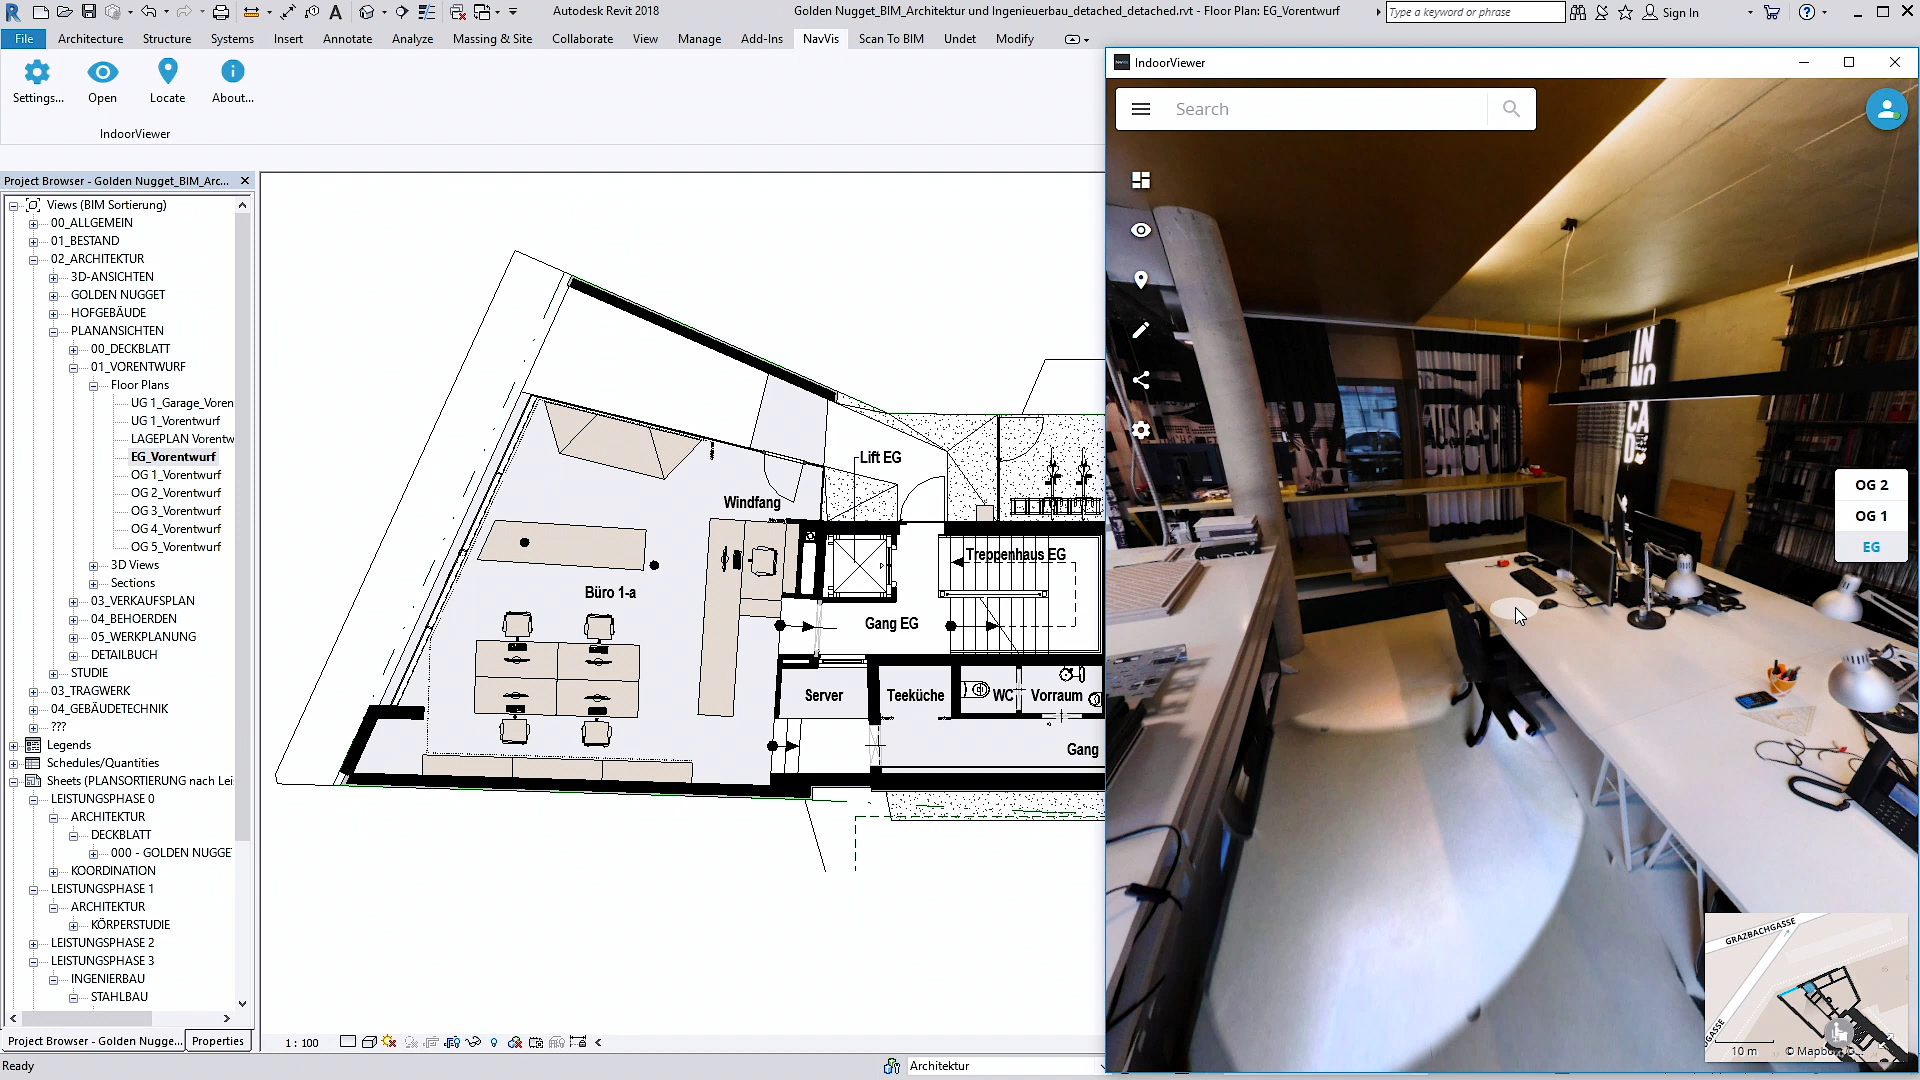 Autodesk Revit 2018
Golden Nugget_BIM_Architektur und Ingenieuerbau_detached_detached.rvt - Floor Plan: EG_Vorentwurf
Type a keyword or phrase
Sign In
File
Architecture
Structure
Systems
Insert
Annotate
Analyze
Massing & Site
Collaborate
View
Manage
Add-Ins
NavVis
Scan To BIM
Undet
Modify
Settings...
Open
Locate
About...
IndoorViewer
Project Browser - Golden Nugget_BIM_Arc...
Views (BIM Sortierung)
00_ALLGEMEIN
01_BESTAND
02_ARCHITEKTUR
3D-ANSICHTEN
GOLDEN NUGGET
HOFGEBÄUDE
PLANANSICHTEN
00_DECKBLATT
01_VORENTWURF
Floor Plans
UG 1_Garage_Voren
UG 1_Vorentwurf
LAGEPLAN Vorentw
EG_Vorentwurf
OG 1_Vorentwurf
OG 2_Vorentwurf
OG 3_Vorentwurf
OG 4_Vorentwurf
OG 5_Vorentwurf
3D Views
Sections
03_VERKAUFSPLAN
04_BEHOERDEN
05_WERKPLANUNG
DETAILBUCH
STUDIE
03_TRAGWERK
04_GEBÄUDETECHNIK
???
Legends
Schedules/Quantities
Sheets (PLANSORTIERUNG nach Lei
LEISTUNGSPHASE 0
ARCHITEKTUR
DECKBLATT
000 - GOLDEN NUGGE
KOORDINATION
LEISTUNGSPHASE 1
ARCHITEKTUR
KÖRPERSTUDIE
LEISTUNGSPHASE 2
LEISTUNGSPHASE 3
INGENIERBAU
STAHLBAU
Project Browser - Golden Nugge...
Properties
Ready
Lift EG
Windfang
Treppenhaus EG
Büro 1-a
Gang EG
Server
Teeküche
WC
Vorraum
Gang
1 : 100
Architektur
IndoorViewer
Search
IN
NO
CA
D
OG 2
OG 1
EG
GRAZBACHGASSE
10 m
© Mapbox